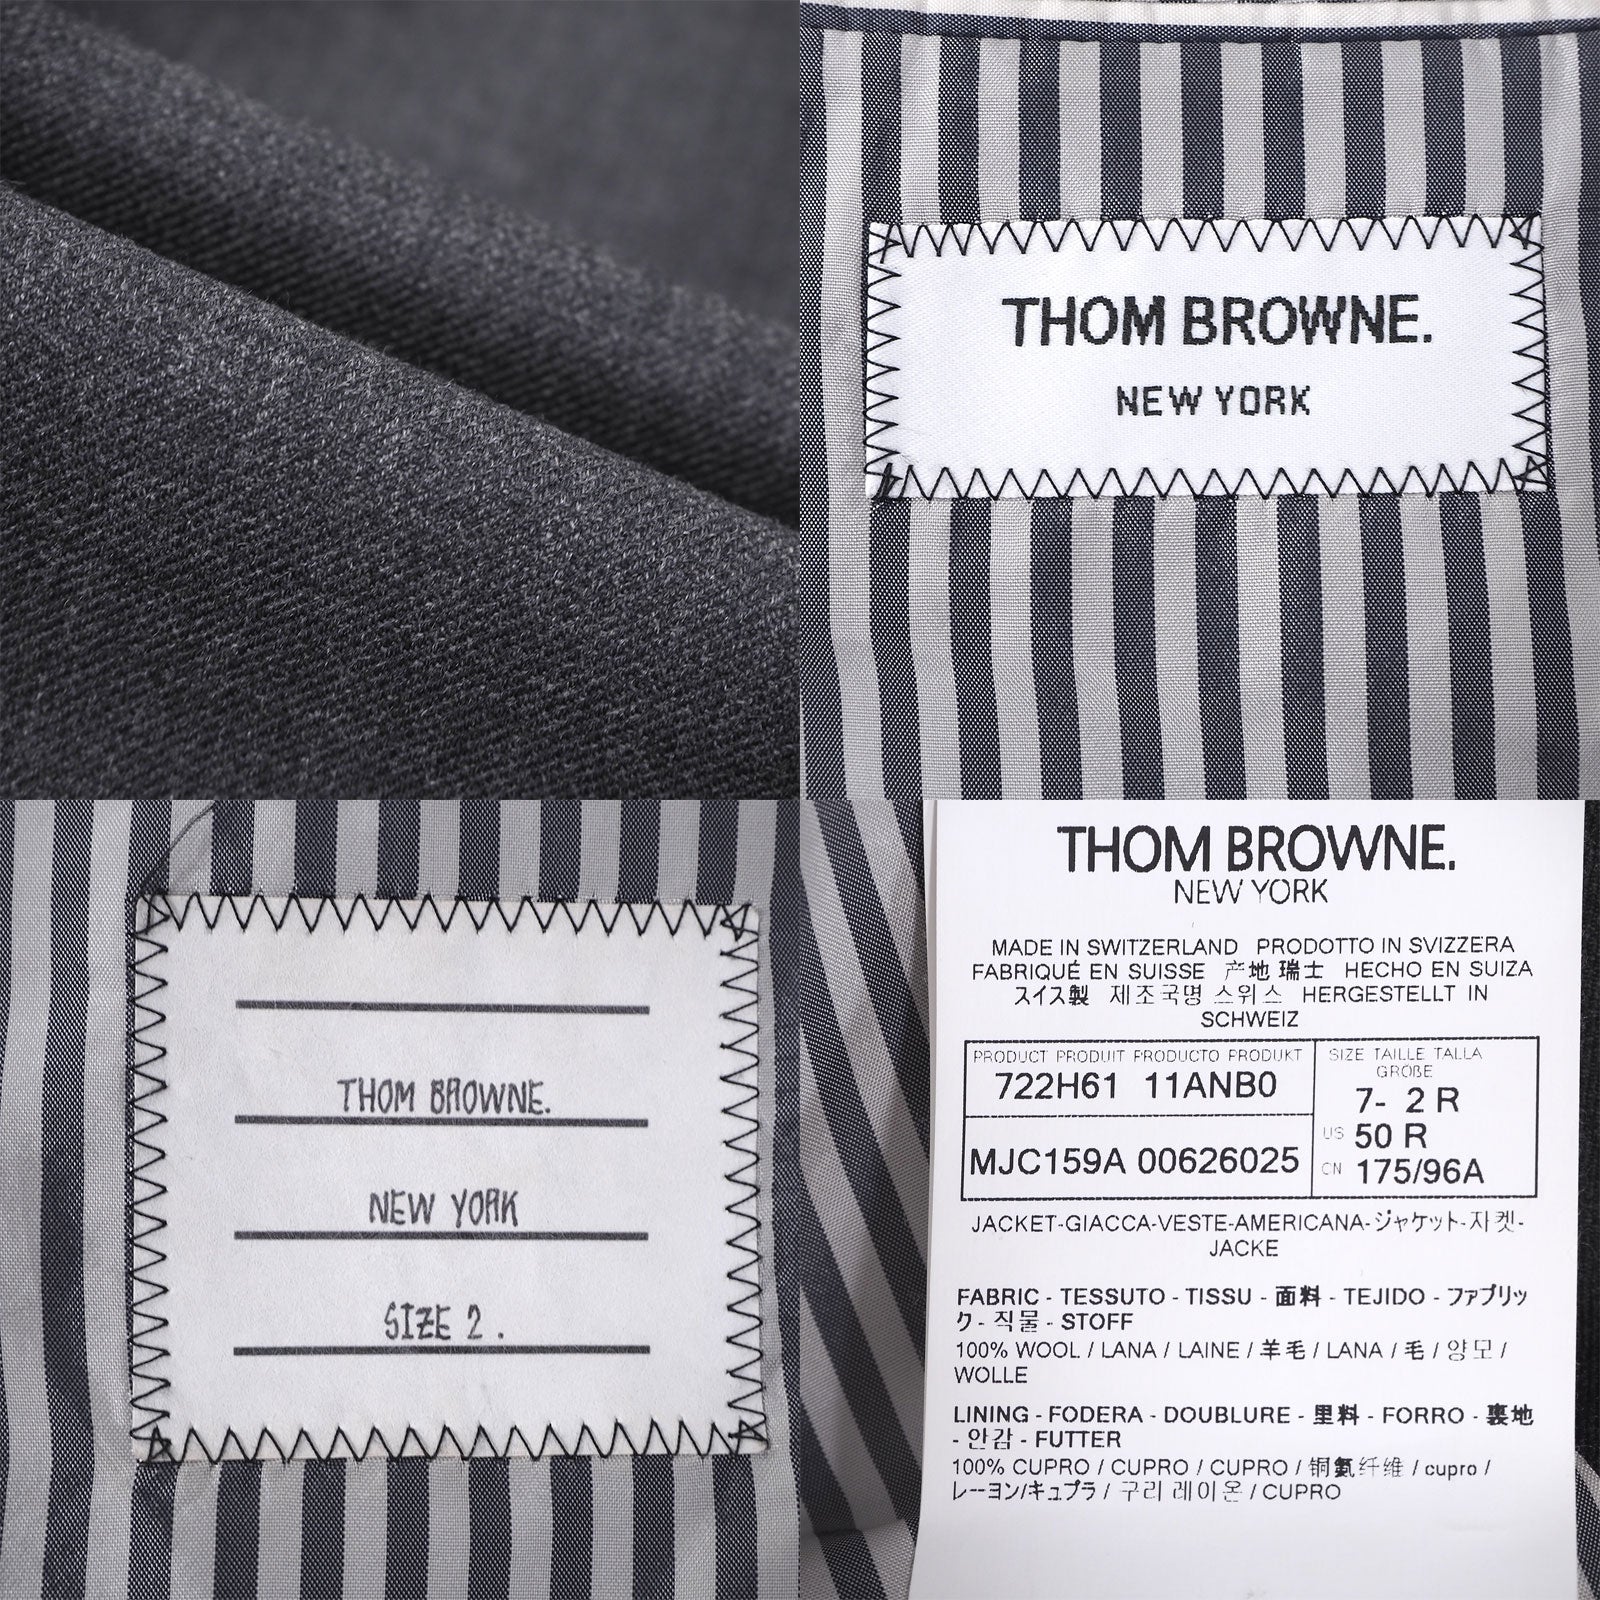 THOM BROWNE.
NEW YORK
THOM BROWNE.
NEW YORK
SIZE 2 .
THOM BROWNE.
NEW YORK
MADE IN SWITZERLAND PRODOTTO IN SVIZZERA
FABRIQUÉ EN SUISSE 产地 瑞士 HECHO EN SUIZA
スイス製 제조국명 스위스 HERGESTELLT IN
SCHWEIZ
PRODUCT PRODUIT PRODUCTO PRODUKT
722H61 11ANB0
MJC159A 00626025
SIZE TAILLE TALLA
GRÖBE
7- 2 R
US 50 R
CN 175/96A
JACKET-GIACCA-VESTE-AMERICANA-ジャケット-자켓-
JACKE
FABRIC - TESSUTO - TISSU - 面料 - TEJIDO - ファブリッ
ク - 직물 - STOFF
100% WOOL / LANA / LAINE / 羊毛 / LANA / 毛 / 양모 /
WOLLE
LINING - FODERA - DOUBLURE - 里料 - FORRO - 裏地
- 안감 - FUTTER
100% CUPRO / CUPRO / CUPRO / 铜氨纤维 / cupro /
レーヨン/キュプラ / 구리 레이온 / CUPRO